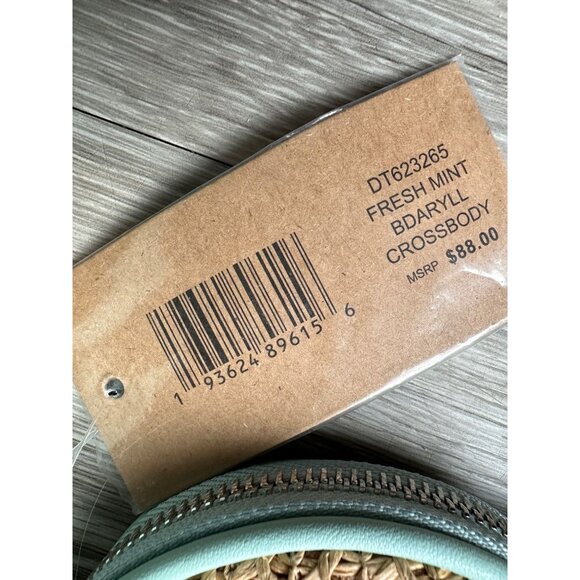 DT623265
FRESH MINT
BDARYLL
CROSSBODY
MSRP $88.00
1 93624 89615 6